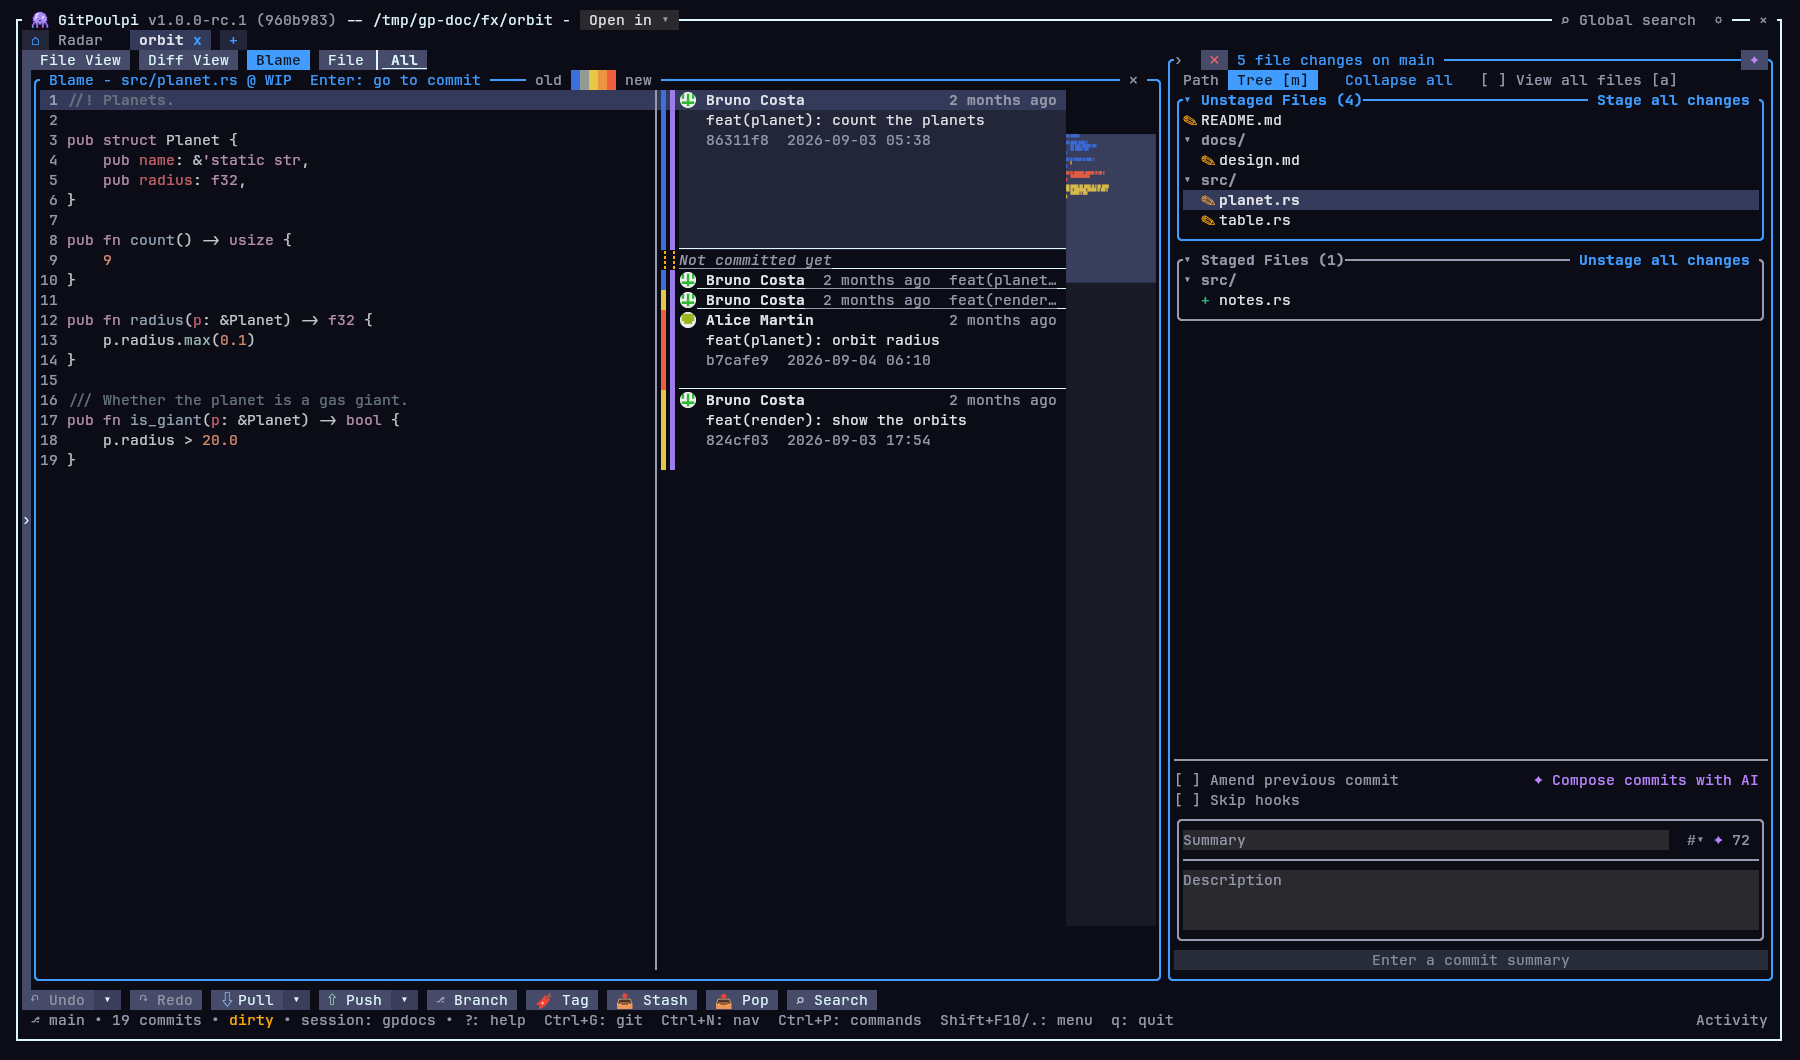 GitPoulpi v1.0.0-rc.1 (960b983) —— /tmp/gp-doc/fx/orbit - Open in ▾ ⌕ Global search ☼ — ×
⌂ Radar orbit x +
File View Diff View Blame File All
Blame - src/planet.rs @ WIP Enter: go to commit old new ×
1 //! Planets.
2
3 pub struct Planet {
4     pub name: &'static str,
5     pub radius: f32,
6 }
7
8 pub fn count() -> usize {
9     9
10 }
11
12 pub fn radius(p: &Planet) -> f32 {
13     p.radius.max(0.1)
14 }
15
16 /// Whether the planet is a gas giant.
17 pub fn is_giant(p: &Planet) -> bool {
18     p.radius > 20.0
19 }
Bruno Costa 2 months ago
feat(planet): count the planets
86311f8 2026-09-03 05:38
Not committed yet
Bruno Costa 2 months ago feat(planet…
Bruno Costa 2 months ago feat(render…
Alice Martin 2 months ago
feat(planet): orbit radius
b7cafe9 2026-09-04 06:10
Bruno Costa 2 months ago
feat(render): show the orbits
824cf03 2026-09-03 17:54
› × 5 file changes on main ✦
Path Tree [m] Collapse all [ ] View all files [a]
▾ Unstaged Files (4) Stage all changes
✎ README.md
▾ docs/
✎ design.md
▾ src/
✎ planet.rs
✎ table.rs
▾ Staged Files (1) Unstage all changes
▾ src/
+ notes.rs
[ ] Amend previous commit ✦ Compose commits with AI
[ ] Skip hooks
Summary #▾ ✦ 72
Description
Enter a commit summary
↶ Undo ▾ ↷ Redo ⇩ Pull ▾ ⇧ Push ▾ ⎇ Branch Tag Stash Pop ⌕ Search
⎇ main • 19 commits • dirty • session: gpdocs • ?: help Ctrl+G: git Ctrl+N: nav Ctrl+P: commands Shift+F10/.: menu q: quit Activity